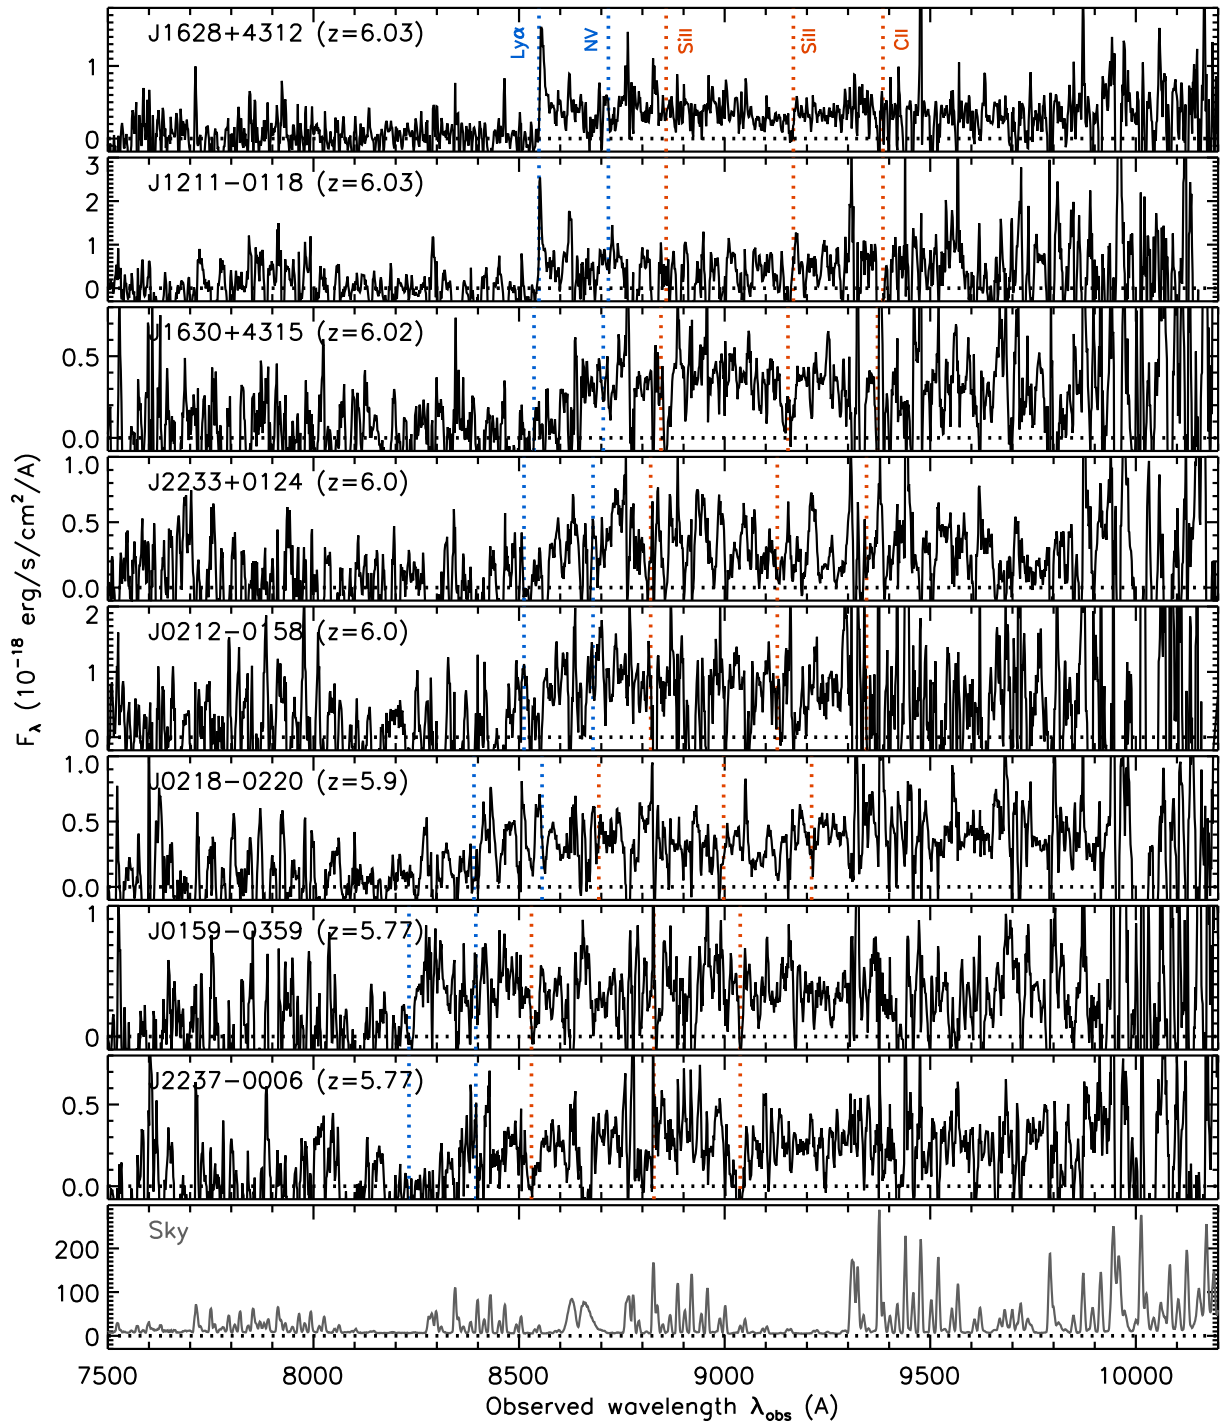 J1628+4312 (z=6.03)
Lyα
NV
SiII
SiII
CII
1
0
J1211-0118 (z=6.03)
3
2
1
0
J1630+4315 (z=6.02)
0.5
0.0
J2233+0124 (z=6.0)
1.0
0.5
0.0
J0212-0158 (z=6.0)
2
1
0
J0218-0220 (z=5.9)
1.0
0.5
0.0
J0159-0359 (z=5.77)
1
0
J2237-0006 (z=5.77)
0.5
0.0
Sky
200
100
0
F_λ (10⁻¹⁸ erg/s/cm²/A)
7500 8000 8500 9000 9500 10000
Observed wavelength λ_obs (A)